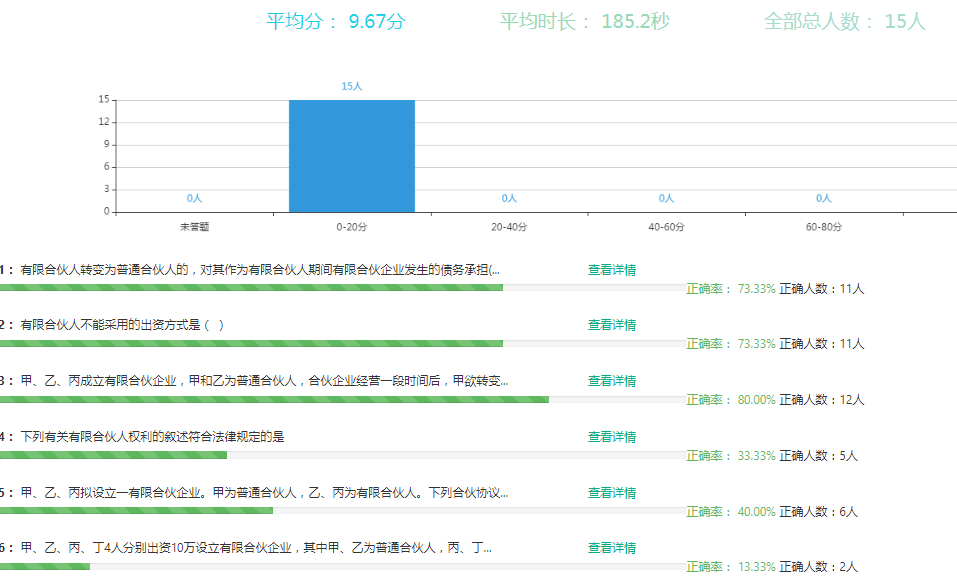 平均分： 9.67分 平均时长： 185.2秒 全部总人数： 15人
15人
15
12
9
6
3
0
0人 0人 0人 0人
未答题 0-20分 20-40分 40-60分 60-80分
1： 有限合伙人转变为普通合伙人的，对其作为有限合伙人期间有限合伙企业发生的债务承担(... 查看详情
正确率： 73.33% 正确人数：11人
2： 有限合伙人不能采用的出资方式是（ ） 查看详情
正确率： 73.33% 正确人数：11人
3： 甲、乙、丙成立有限合伙企业，甲和乙为普通合伙人，合伙企业经营一段时间后，甲欲转变... 查看详情
正确率： 80.00% 正确人数：12人
4： 下列有关有限合伙人权利的叙述符合法律规定的是 查看详情
正确率： 33.33% 正确人数：5人
5： 甲、乙、丙拟设立一有限合伙企业。甲为普通合伙人，乙、丙为有限合伙人。下列合伙协议... 查看详情
正确率： 40.00% 正确人数：6人
6： 甲、乙、丙、丁4人分别出资10万设立有限合伙企业，其中甲、乙为普通合伙人，丙、丁... 查看详情
正确率： 13.33% 正确人数：2人